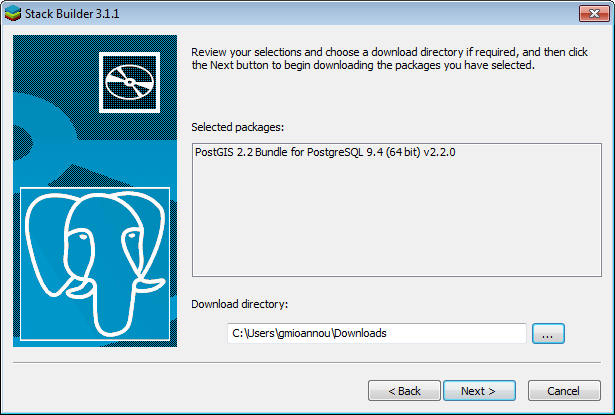 Stack Builder 3.1.1
Review your selections and choose a download directory if required, and then click
the Next button to begin downloading the packages you have selected.
Selected packages:
PostGIS 2.2 Bundle for PostgreSQL 9.4 (64 bit) v2.2.0
Download directory:
C:\Users\gmioannou\Downloads
...
< Back
Next >
Cancel